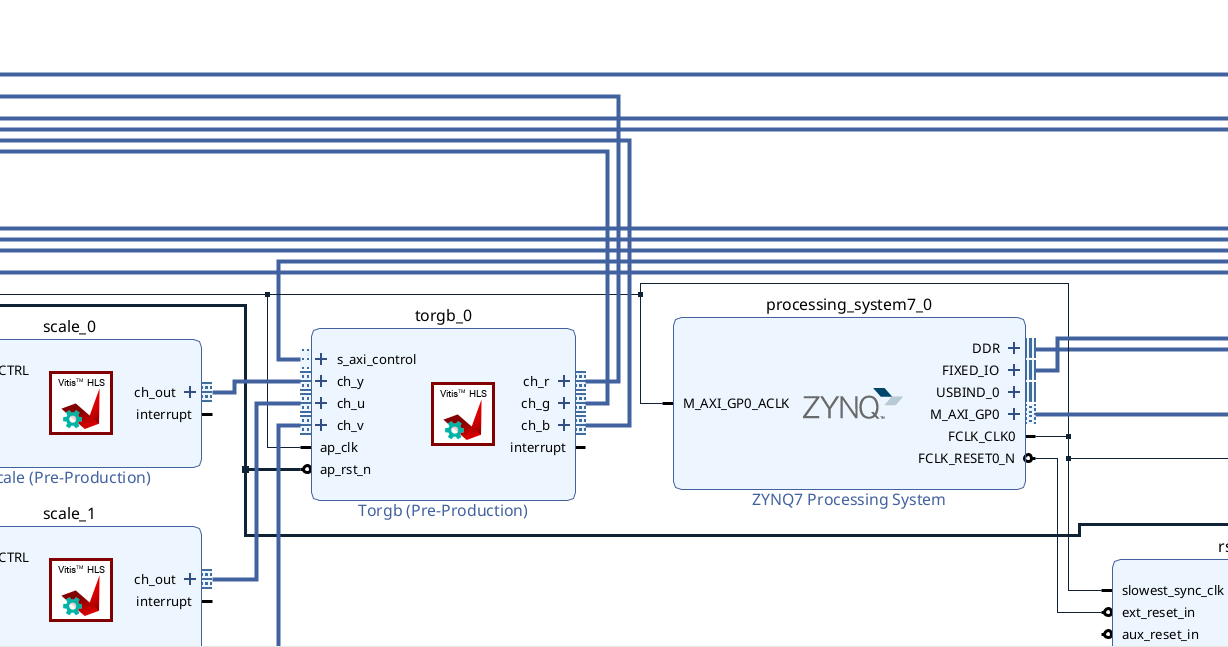 scale_0
CTRL
Vitis™ HLS
ch_out
interrupt
cale (Pre-Production)
scale_1
CTRL
Vitis™ HLS
ch_out
interrupt
torgb_0
s_axi_control
ch_y
ch_u
ch_v
ap_clk
ap_rst_n
Vitis™ HLS
ch_r
ch_g
ch_b
interrupt
Torgb (Pre-Production)
processing_system7_0
M_AXI_GP0_ACLK
ZYNQ™
DDR
FIXED_IO
USBIND_0
M_AXI_GP0
FCLK_CLK0
FCLK_RESET0_N
ZYNQ7 Processing System
rs
slowest_sync_clk
ext_reset_in
aux_reset_in